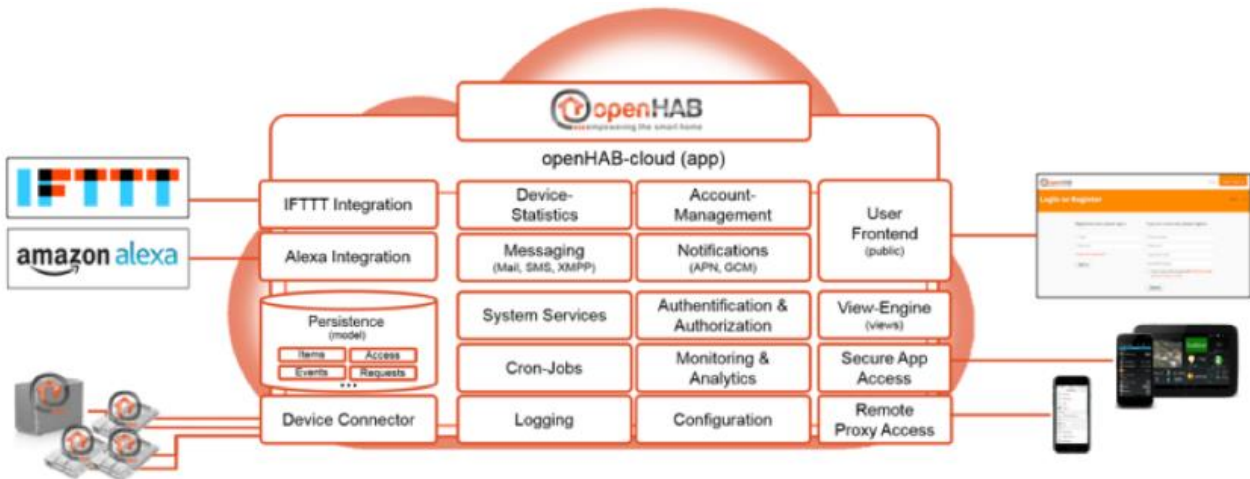 openHAB
empowering the smart home
openHAB-cloud (app)
IFTTT
amazon alexa
IFTTT Integration
Alexa Integration
Persistence
(model)
Items
Access
Events
Requests
...
Device Connector
Device-
Statistics
Messaging
(Mail, SMS, XMPP)
System Services
Cron-Jobs
Logging
Account-
Management
Notifications
(APN, GCM)
Authentification &
Authorization
Monitoring &
Analytics
Configuration
User
Frontend
(public)
View-Engine
(views)
Secure App
Access
Remote
Proxy Access
openHAB
Login or Register